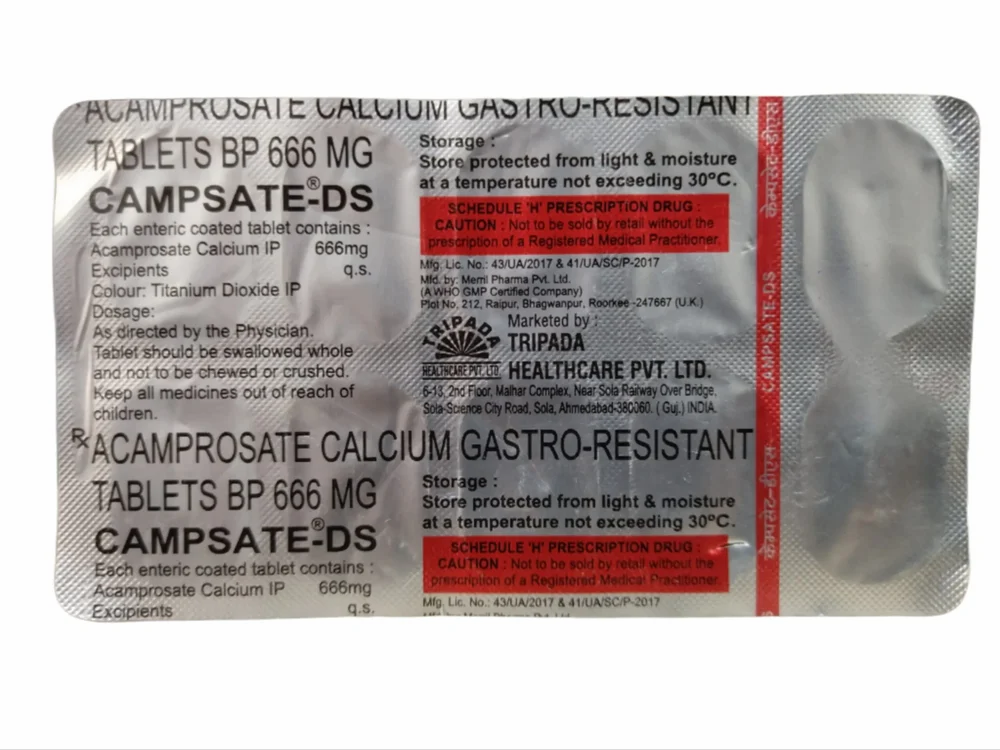 ACAMPROSATE CALCIUM GASTRO-RESISTANT
TABLETS BP 666 MG
CAMPSATE®-DS
Each enteric coated tablet contains :
Acamprosate Calcium IP 666mg
Excipients q.s.
Colour: Titanium Dioxide IP
Dosage:
As directed by the Physician.
Tablet should be swallowed whole
and not to be chewed or crushed.
Keep all medicines out of reach of
children.
Storage :
Store protected from light & moisture
at a temperature not exceeding 30°C.
SCHEDULE 'H' PRESCRIPTION DRUG :
CAUTION : Not to be sold by retail without the
prescription of a Registered Medical Practitioner.
Mfg. Lic. No.: 43/UA/2017 & 41/UA/SC/P-2017
Mfd. by: Merril Pharma Pvt. Ltd.
(A WHO GMP Certified Company)
Plot No. 212, Raipur, Bhagwanpur, Roorkee -247667 (U.K.)
TRIPADA
HEALTHCARE PVT. LTD.
Marketed by :
TRIPADA
HEALTHCARE PVT. LTD.
6-13, 2nd Floor, Malhar Complex, Near Sola Railway Over Bridge,
Sola-Science City Road, Sola, Ahmedabad-380060. ( Guj.) INDIA.
Rx ACAMPROSATE CALCIUM GASTRO-RESISTANT
TABLETS BP 666 MG
CAMPSATE®-DS
Each enteric coated tablet contains :
Acamprosate Calcium IP 666mg
Excipients q.s.
Storage :
Store protected from light & moisture
at a temperature not exceeding 30°C.
SCHEDULE 'H' PRESCRIPTION DRUG :
CAUTION : Not to be sold by retail without the
prescription of a Registered Medical Practitioner.
Mfg. Lic. No.: 43/UA/2017 & 41/UA/SC/P-2017
कॅम्पसेट-डीएस
CAMPSATE-DS
कॅम्पसेट-डीएस